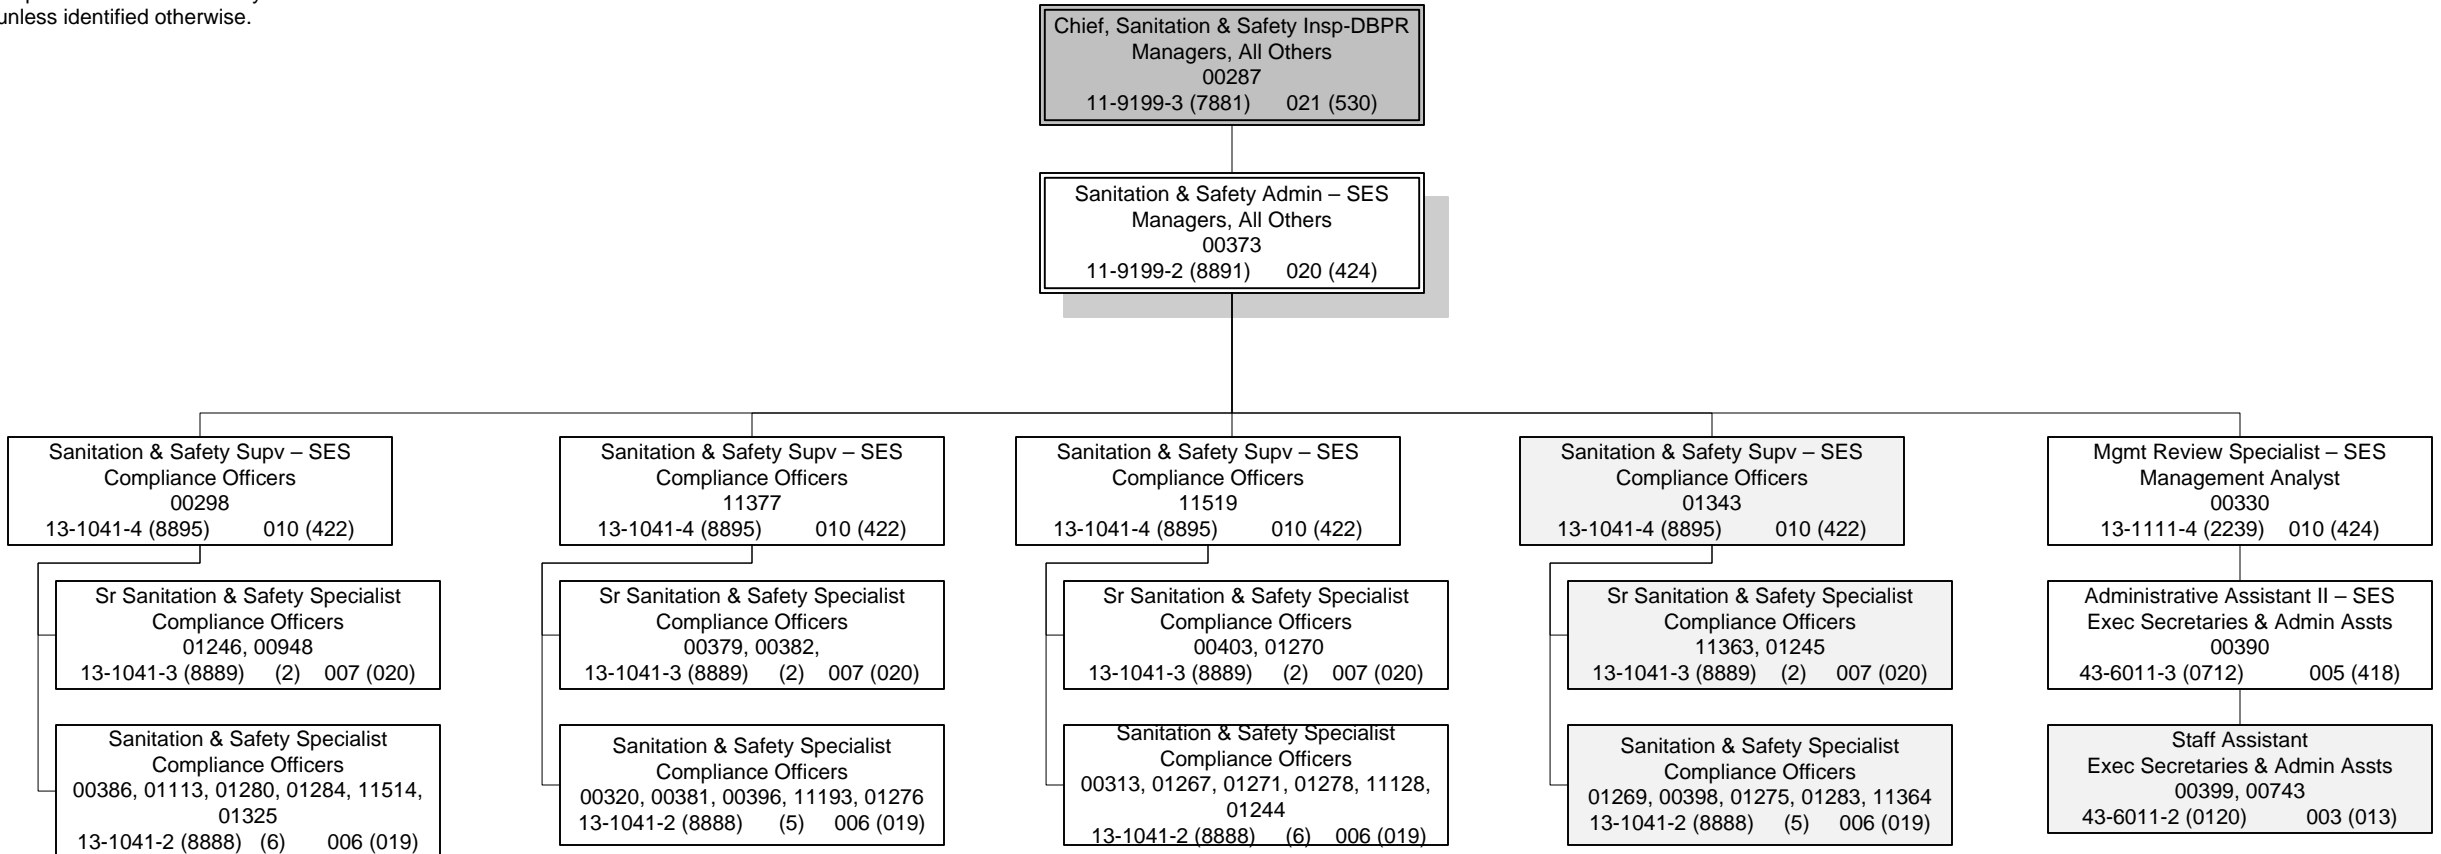 unless identified otherwise.
Chief, Sanitation & Safety Insp-DBPR
Managers, All Others
00287
11-9199-3 (7881) 021 (530)
Sanitation & Safety Admin – SES
Managers, All Others
00373
11-9199-2 (8891) 020 (424)
Sanitation & Safety Supv – SES
Compliance Officers
00298
13-1041-4 (8895) 010 (422)
Sr Sanitation & Safety Specialist
Compliance Officers
01246, 00948
13-1041-3 (8889) (2) 007 (020)
Sanitation & Safety Specialist
Compliance Officers
00386, 01113, 01280, 01284, 11514,
01325
13-1041-2 (8888) (6) 006 (019)
Sanitation & Safety Supv – SES
Compliance Officers
11377
13-1041-4 (8895) 010 (422)
Sr Sanitation & Safety Specialist
Compliance Officers
00379, 00382,
13-1041-3 (8889) (2) 007 (020)
Sanitation & Safety Specialist
Compliance Officers
00320, 00381, 00396, 11193, 01276
13-1041-2 (8888) (5) 006 (019)
Sanitation & Safety Supv – SES
Compliance Officers
11519
13-1041-4 (8895) 010 (422)
Sr Sanitation & Safety Specialist
Compliance Officers
00403, 01270
13-1041-3 (8889) (2) 007 (020)
Sanitation & Safety Specialist
Compliance Officers
00313, 01267, 01271, 01278, 11128,
01244
13-1041-2 (8888) (6) 006 (019)
Sanitation & Safety Supv – SES
Compliance Officers
01343
13-1041-4 (8895) 010 (422)
Sr Sanitation & Safety Specialist
Compliance Officers
11363, 01245
13-1041-3 (8889) (2) 007 (020)
Sanitation & Safety Specialist
Compliance Officers
01269, 00398, 01275, 01283, 11364
13-1041-2 (8888) (5) 006 (019)
Mgmt Review Specialist – SES
Management Analyst
00330
13-1111-4 (2239) 010 (424)
Administrative Assistant II – SES
Exec Secretaries & Admin Assts
00390
43-6011-3 (0712) 005 (418)
Staff Assistant
Exec Secretaries & Admin Assts
00399, 00743
43-6011-2 (0120) 003 (013)